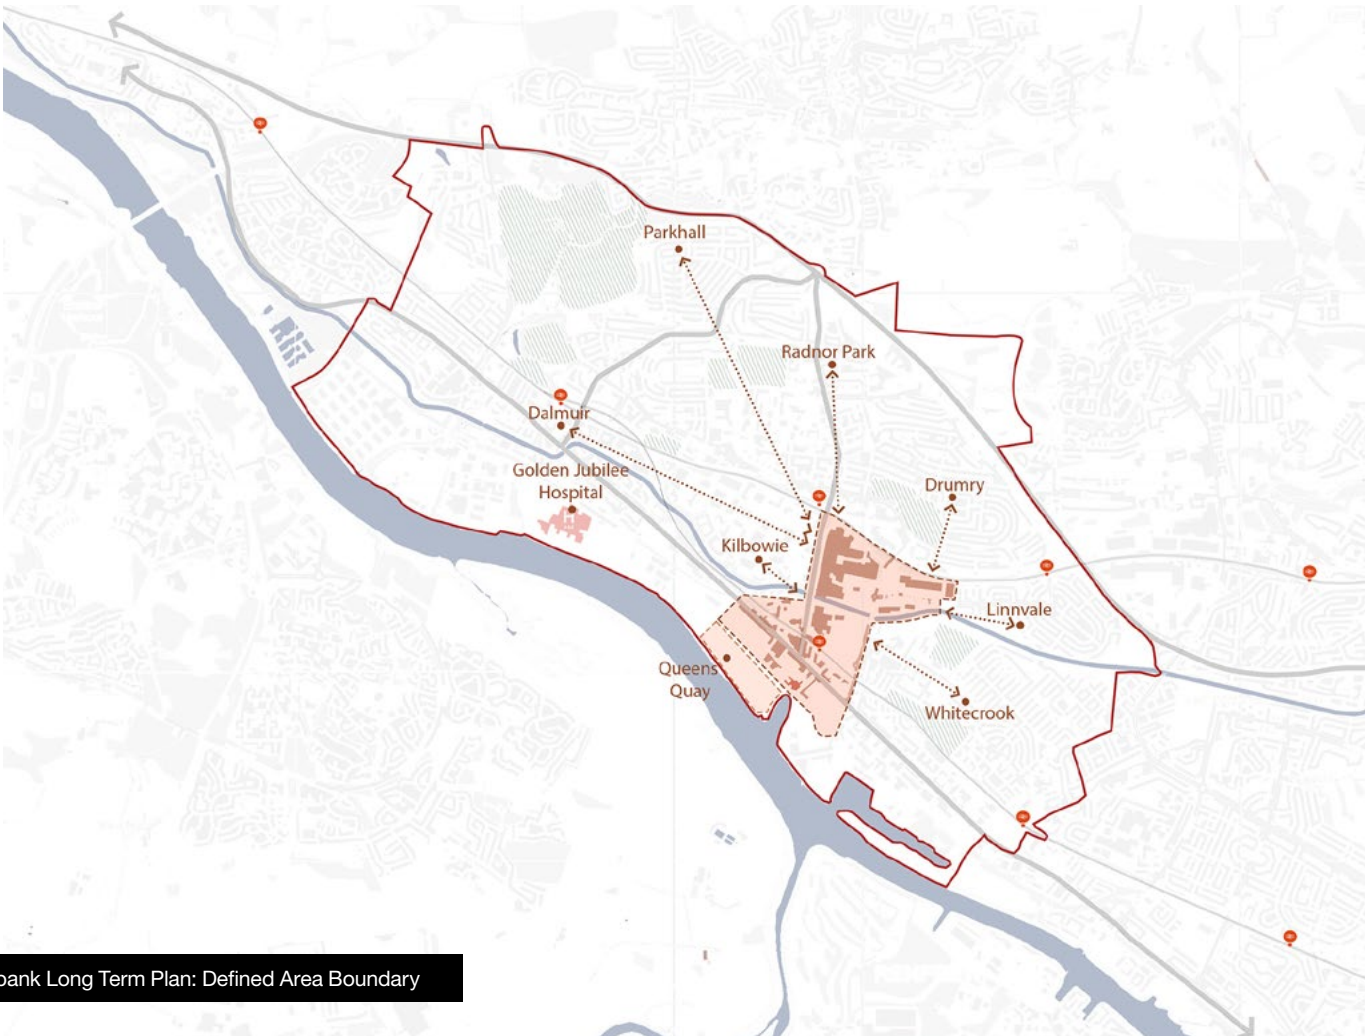 Parkhall
Radnor Park
Dalmuir
Golden Jubilee
Hospital
Drumry
Kilbowie
Linnvale
Queens
Quay
Whitecrook
bank Long Term Plan: Defined Area Boundary